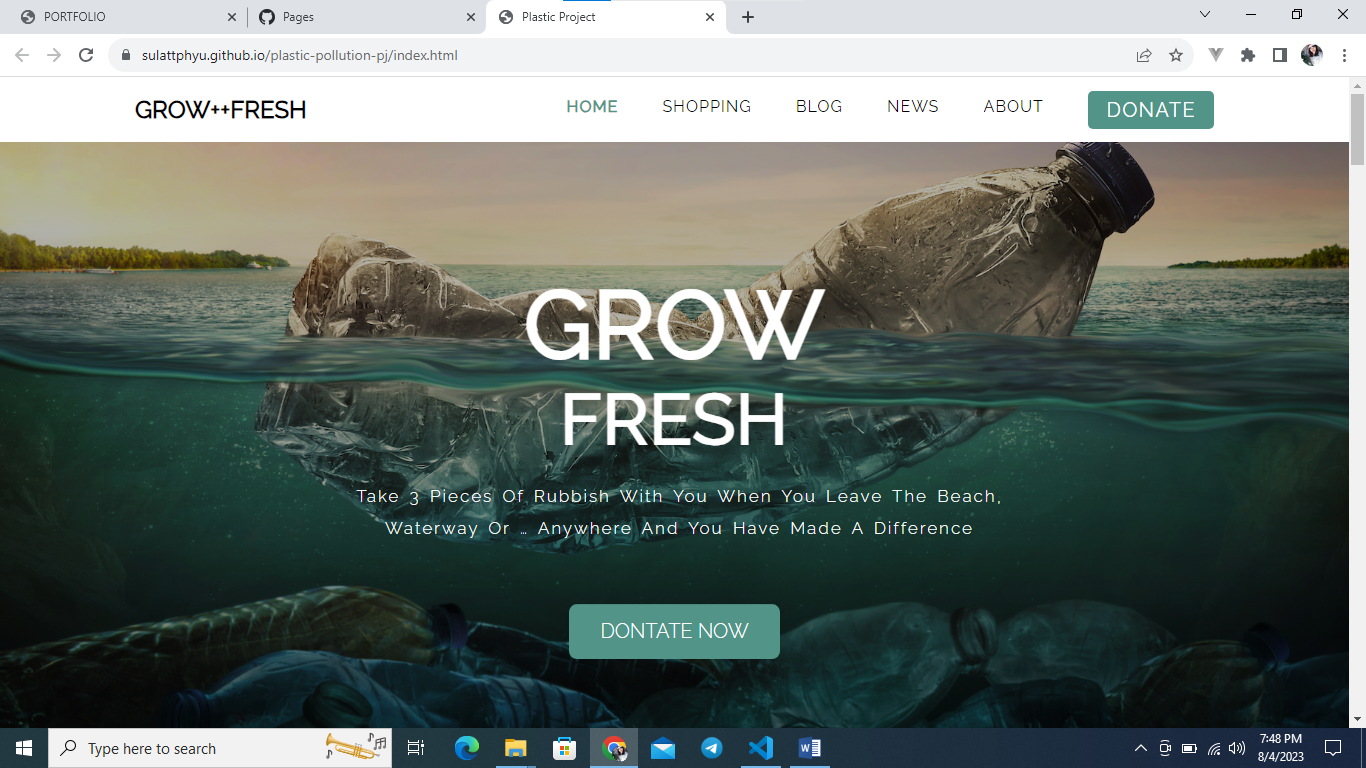 PORTFOLIO
Pages
Plastic Project
sulattphyu.github.io/plastic-pollution-pj/index.html
GROW++FRESH
HOME
SHOPPING
BLOG
NEWS
ABOUT
DONATE
GROW
FRESH
Take 3 Pieces Of Rubbish With You When You Leave The Beach,
Waterway Or … Anywhere And You Have Made A Difference
DONTATE NOW
Type here to search
7:48 PM
8/4/2023